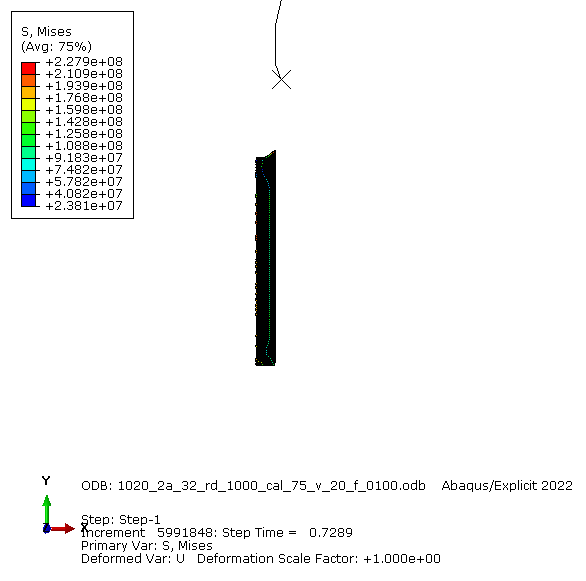 S, Mises
(Avg: 75%)
+2.279e+08
+2.109e+08
+1.939e+08
+1.768e+08
+1.598e+08
+1.428e+08
+1.258e+08
+1.088e+08
+9.183e+07
+7.482e+07
+5.782e+07
+4.082e+07
+2.381e+07
Y
X
ODB: 1020_2a_32_rd_1000_cal_75_v_20_f_0100.odb Abaqus/Explicit 2022
Step: Step-1
Increment 5991848: Step Time = 0.7289
Primary Var: S, Mises
Deformed Var: U Deformation Scale Factor: +1.000e+00